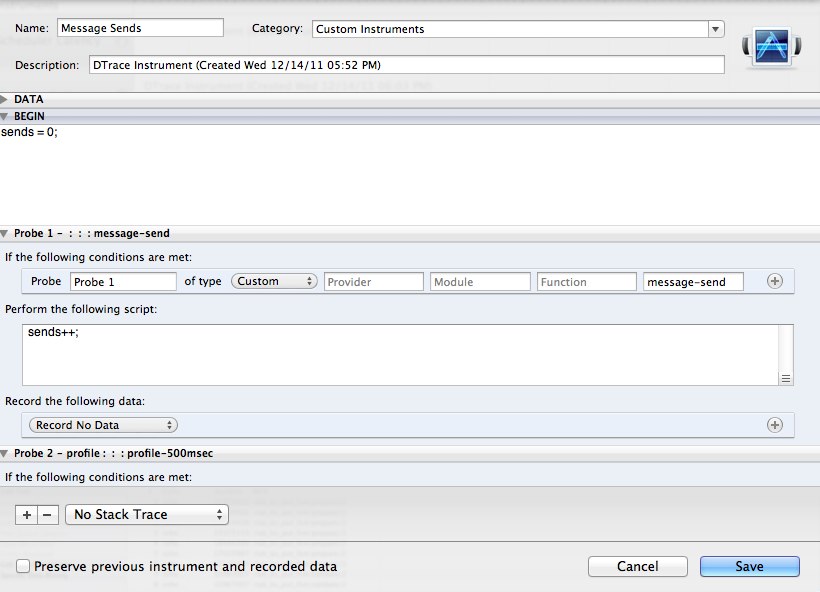 Name: Message Sends Category: Custom Instruments
Description: DTrace Instrument (Created Wed 12/14/11 05:52 PM)
DATA
BEGIN
sends = 0;
Probe 1 - : : : message-send
If the following conditions are met:
Probe Probe 1 of type Custom Provider Module Function message-send
Perform the following script:
sends++;
Record the following data:
Record No Data
Probe 2 - profile : : : profile-500msec
If the following conditions are met:
+ - No Stack Trace
Preserve previous instrument and recorded data Cancel Save